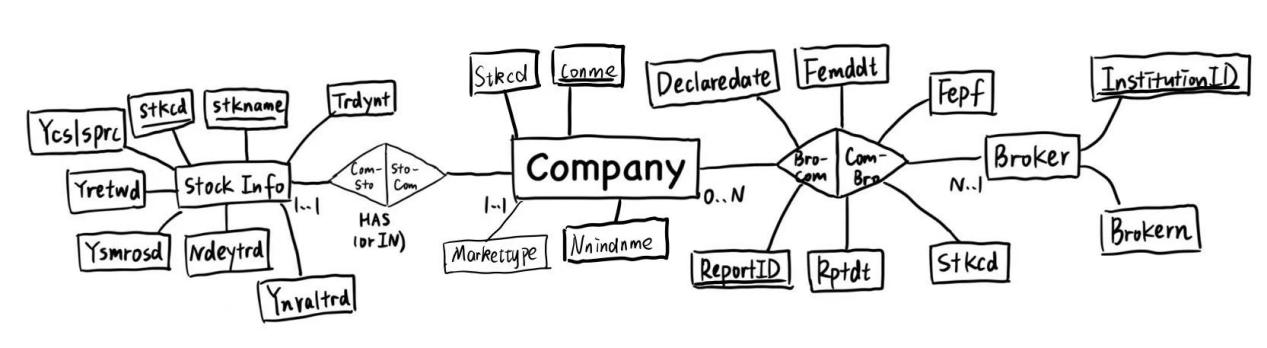 Stkcd
Conme
Declaredate
Femddt
Fepf
InstitutionID
Ycslsprc
stkcd
stkname
Trdynt
Yretwd
Stock Info
Com-
Sto
Sto-
Com
Company
Bro-
Com
Com-
Bro
Broker
1..1
HAS
(or IN)
1..1
0..N
N..1
Ysmrosd
Ndeytrd
Ynvaltrd
Markettype
Nnindnme
ReportID
Rptdt
Stkcd
Brokern